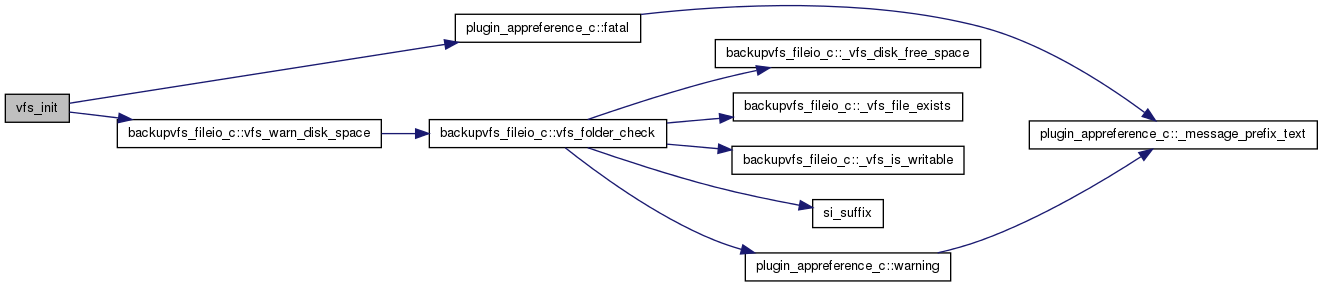 plugin_appreference_c::fatal
backupvfs_fileio_c::_vfs_disk_free_space
vfs_init
backupvfs_fileio_c::_vfs_file_exists
backupvfs_fileio_c::vfs_warn_disk_space
backupvfs_fileio_c::vfs_folder_check
plugin_appreference_c::_message_prefix_text
backupvfs_fileio_c::_vfs_is_writable
si_suffix
plugin_appreference_c::warning